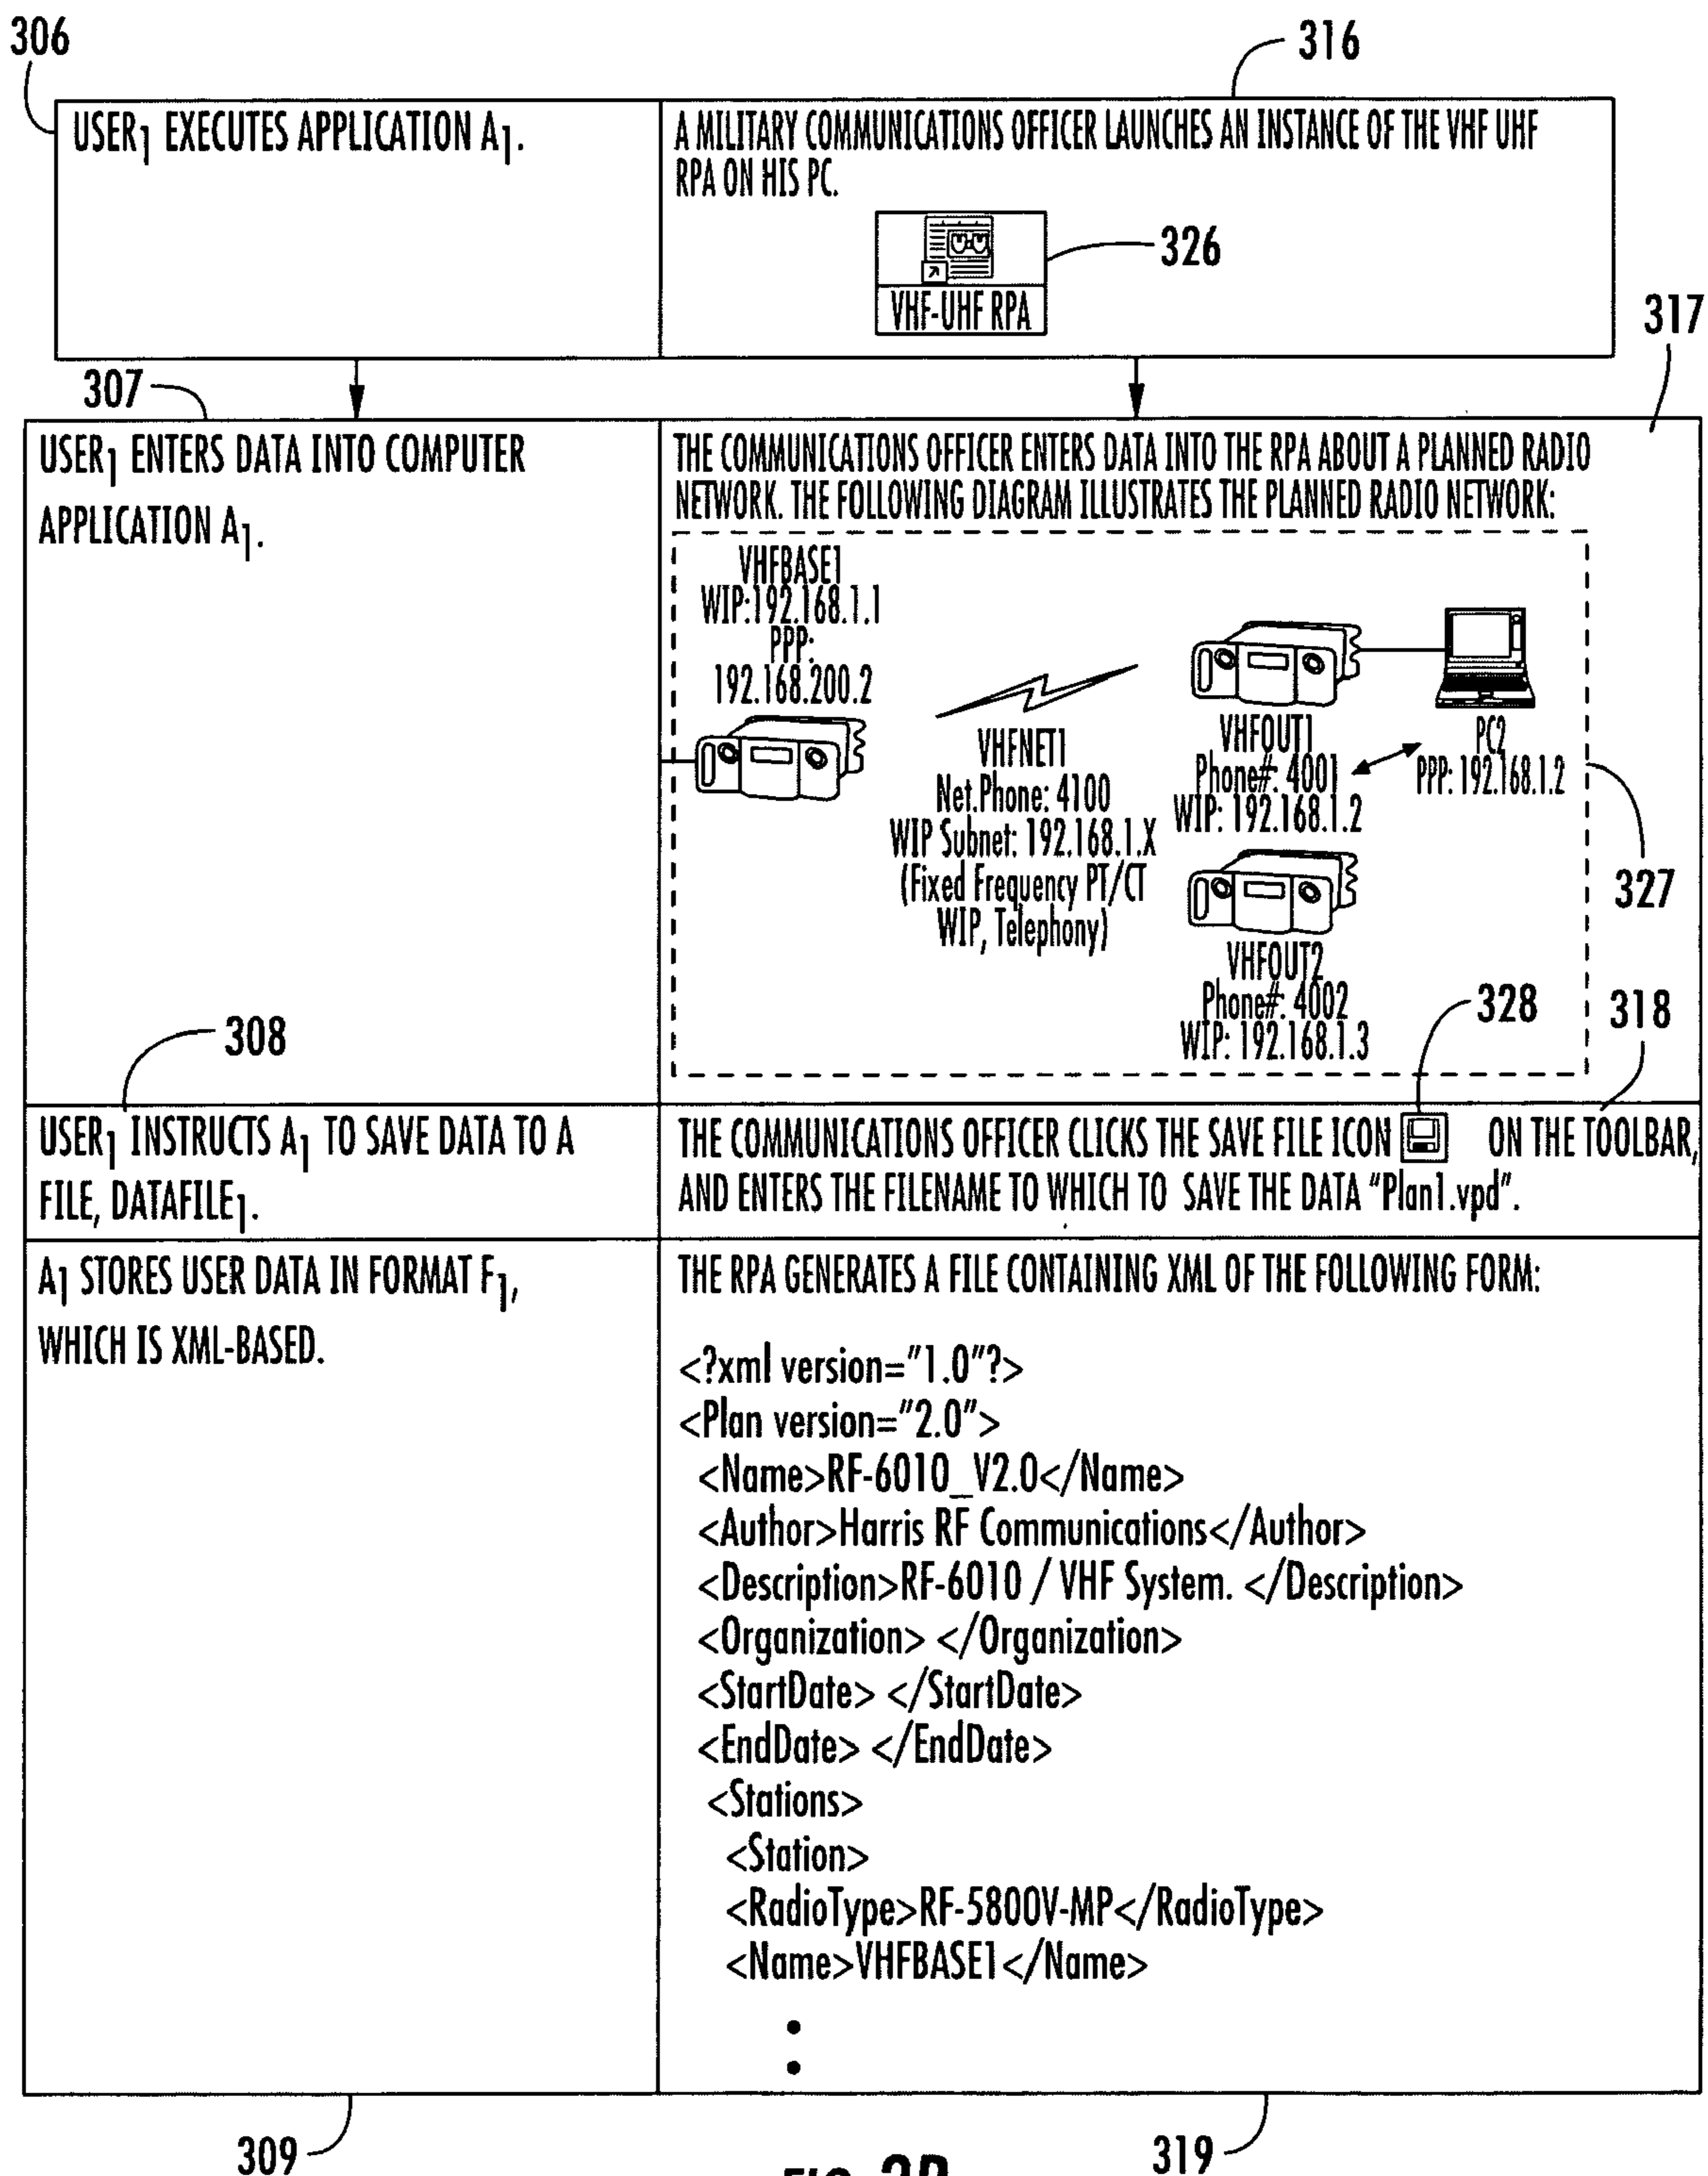 306
316
USER1 EXECUTES APPLICATION A1.
A MILITARY COMMUNICATIONS OFFICER LAUNCHES AN INSTANCE OF THE VHF UHF
RPA ON HIS PC.
326
VHF-UHF RPA
317
307
USER1 ENTERS DATA INTO COMPUTER
APPLICATION A1.
THE COMMUNICATIONS OFFICER ENTERS DATA INTO THE RPA ABOUT A PLANNED RADIO
NETWORK. THE FOLLOWING DIAGRAM ILLUSTRATES THE PLANNED RADIO NETWORK:
VHFBASE1
WIP:192.168.1.1
PPP:
192.168.200.2
VHFNET1
Net.Phone: 4100
WIP Subnet: 192.168.1.X
(Fixed Frequency PT/CT
WIP, Telephony)
VHFOUT1
Phone#: 4001
WIP: 192.168.1.2
PC2
PPP: 192.168.1.2
327
VHFOUT2
Phone#: 4002
WIP: 192.168.1.3
328
318
308
USER1 INSTRUCTS A1 TO SAVE DATA TO A
FILE, DATAFILE1.
THE COMMUNICATIONS OFFICER CLICKS THE SAVE FILE ICON ON THE TOOLBAR,
AND ENTERS THE FILENAME TO WHICH TO SAVE THE DATA "Plan1.vpd".
A1 STORES USER DATA IN FORMAT F1,
WHICH IS XML-BASED.
THE RPA GENERATES A FILE CONTAINING XML OF THE FOLLOWING FORM:
<?xml version="1.0"?>
<Plan version="2.0">
<Name>RF-6010_V2.0</Name>
<Author>Harris RF Communications</Author>
<Description>RF-6010 / VHF System. </Description>
<Organization> </Organization>
<StartDate> </StartDate>
<EndDate> </EndDate>
<Stations>
<Station>
<RadioType>RF-5800V-MP</RadioType>
<Name>VHFBASE1</Name>
309
319